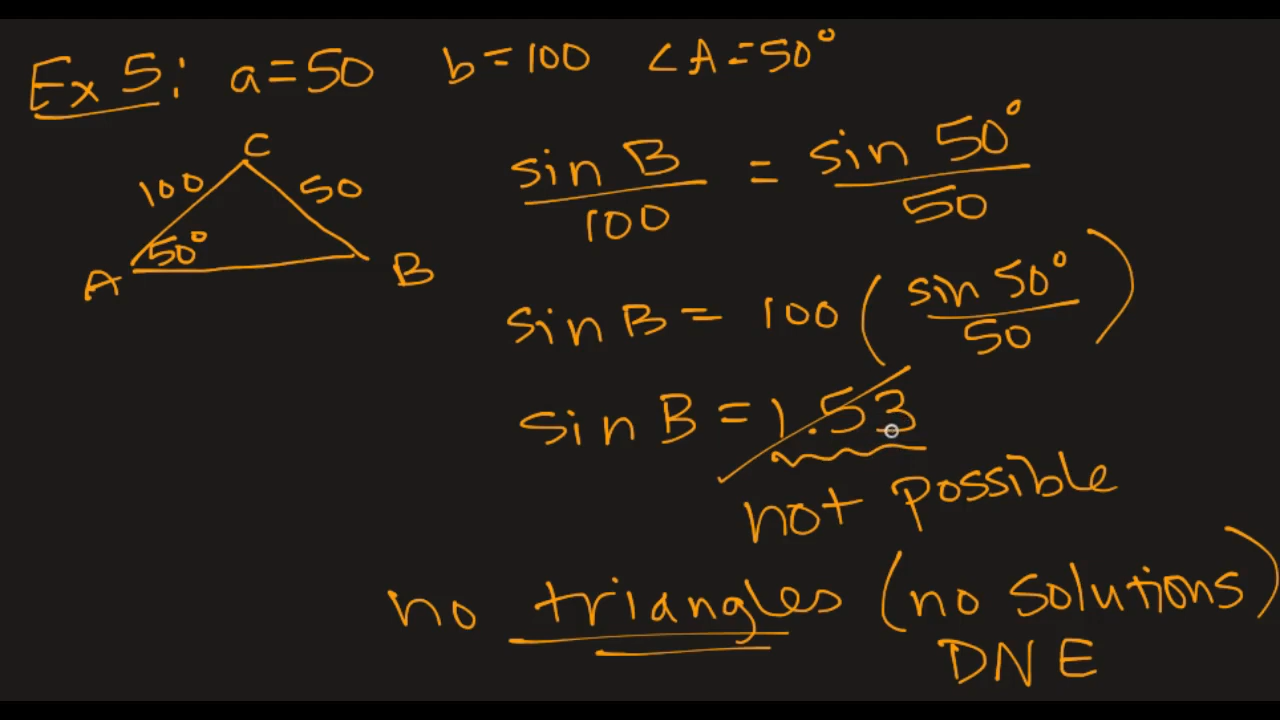 Ex 5: a=50 b=100 ∠A=50°
C
100 50
50°
A B
sin B/100 = sin 50°/50
sin B = 100 (sin 50°/50)
sin B = 1.53
not possible
no triangles (no solutions)
DNE